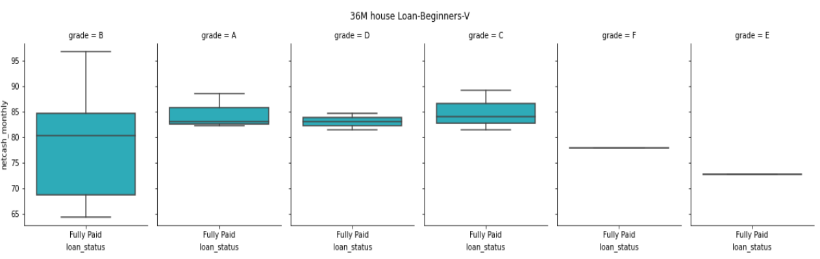 36M house Loan-Beginners-V
grade = B
grade = A
grade = D
grade = C
grade = F
grade = E
netcash_monthly
95
90
85
80
75
70
65
Fully Paid
Fully Paid
Fully Paid
Fully Paid
Fully Paid
Fully Paid
loan_status
loan_status
loan_status
loan_status
loan_status
loan_status